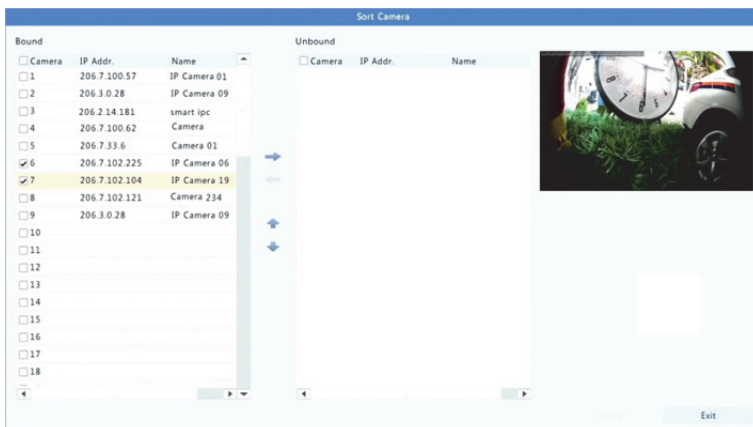 Sort Camera
Bound
Camera IP Addr. Name
1 206.7.100.57 IP Camera 01
2 206.3.0.28 IP Camera 09
3 206.2.14.181 smart ipc
4 206.7.100.62 Camera
5 206.7.33.6 Camera 01
6 206.7.102.225 IP Camera 06
7 206.7.102.104 IP Camera 19
8 206.7.102.121 Camera 234
9 206.3.0.28 IP Camera 09
10
11
12
13
14
15
16
17
18
Unbound
Camera IP Addr. Name
Exit